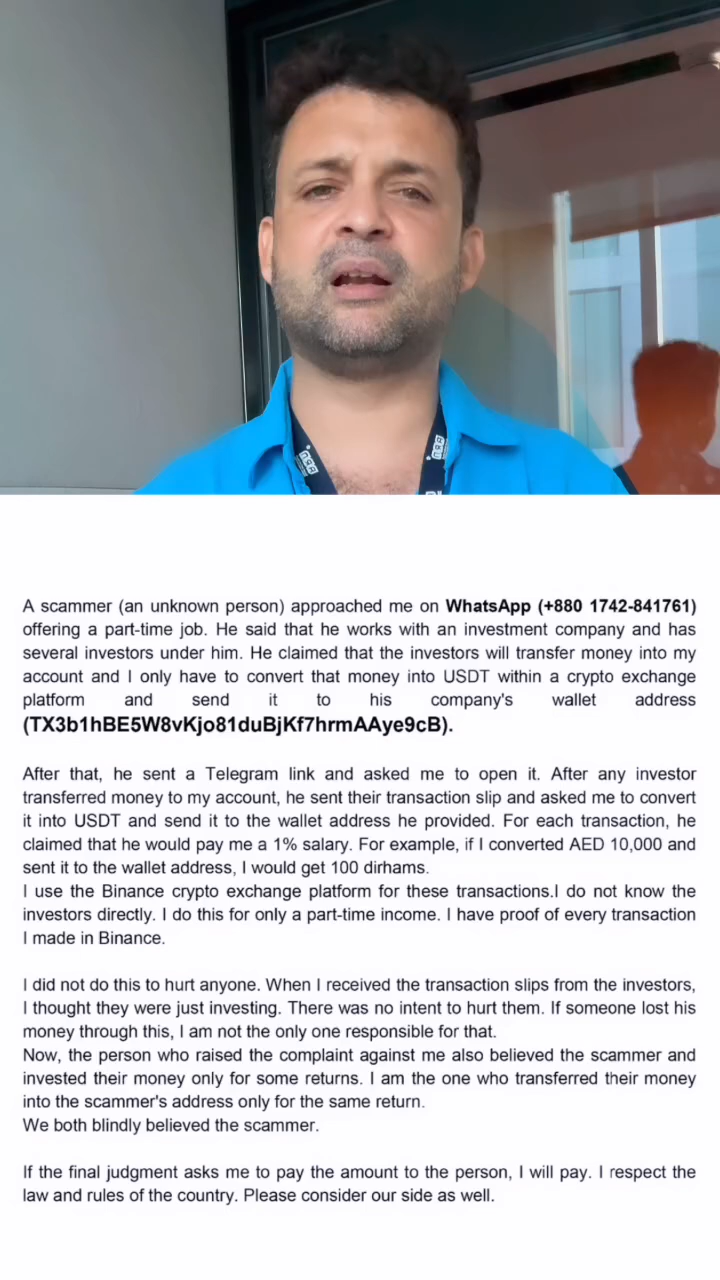 A scammer (an unknown person) approached me on WhatsApp (+880 1742-841761)
offering a part-time job. He said that he works with an investment company and has
several investors under him. He claimed that the investors will transfer money into my
account and I only have to convert that money into USDT within a crypto exchange
platform and send it to his company's wallet address
(TX3b1hBE5W8vKjo81duBjKf7hrmAAye9cB).
After that, he sent a Telegram link and asked me to open it. After any investor
transferred money to my account, he sent their transaction slip and asked me to convert
it into USDT and send it to the wallet address he provided. For each transaction, he
claimed that he would pay me a 1% salary. For example, if I converted AED 10,000 and
sent it to the wallet address, I would get 100 dirhams.
I use the Binance crypto exchange platform for these transactions.I do not know the
investors directly. I do this for only a part-time income. I have proof of every transaction
I made in Binance.
I did not do this to hurt anyone. When I received the transaction slips from the investors,
I thought they were just investing. There was no intent to hurt them. If someone lost his
money through this, I am not the only one responsible for that.
Now, the person who raised the complaint against me also believed the scammer and
invested their money only for some returns. I am the one who transferred their money
into the scammer's address only for the same return.
We both blindly believed the scammer.
If the final judgment asks me to pay the amount to the person, I will pay. I respect the
law and rules of the country. Please consider our side as well.